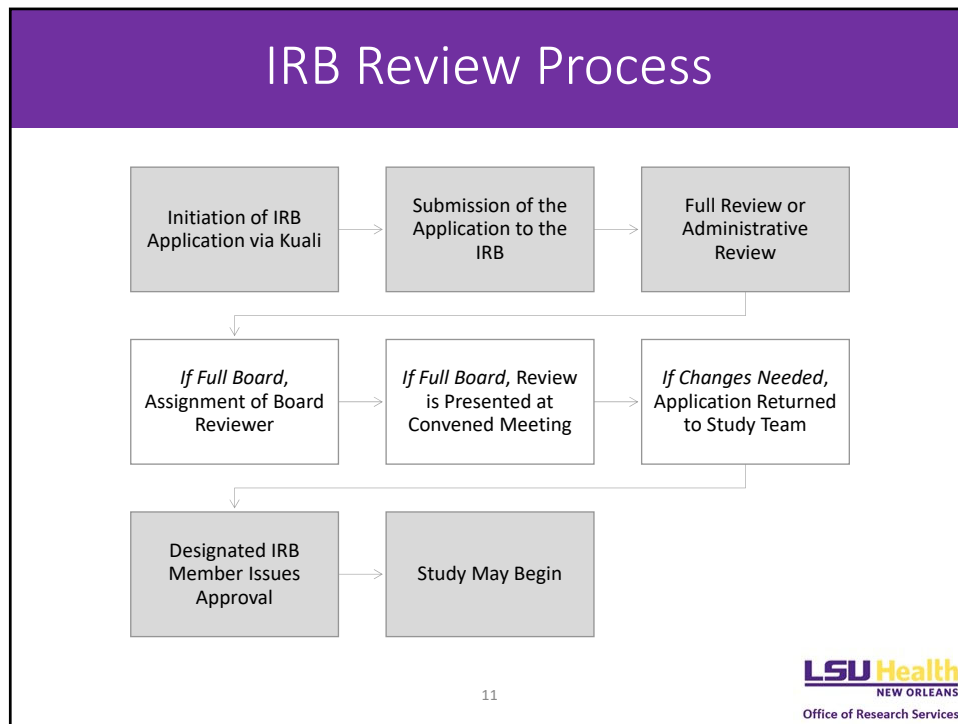 IRB Review Process
Initiation of IRB
Application via Kuali
Submission of the
Application to the
IRB
Full Review or
Administrative
Review
If Full Board,
Assignment of Board
Reviewer
If Full Board, Review
is Presented at
Convened Meeting
If Changes Needed,
Application Returned
to Study Team
Designated IRB
Member Issues
Approval
Study May Begin
11
LSU Health
NEW ORLEANS
Office of Research Services